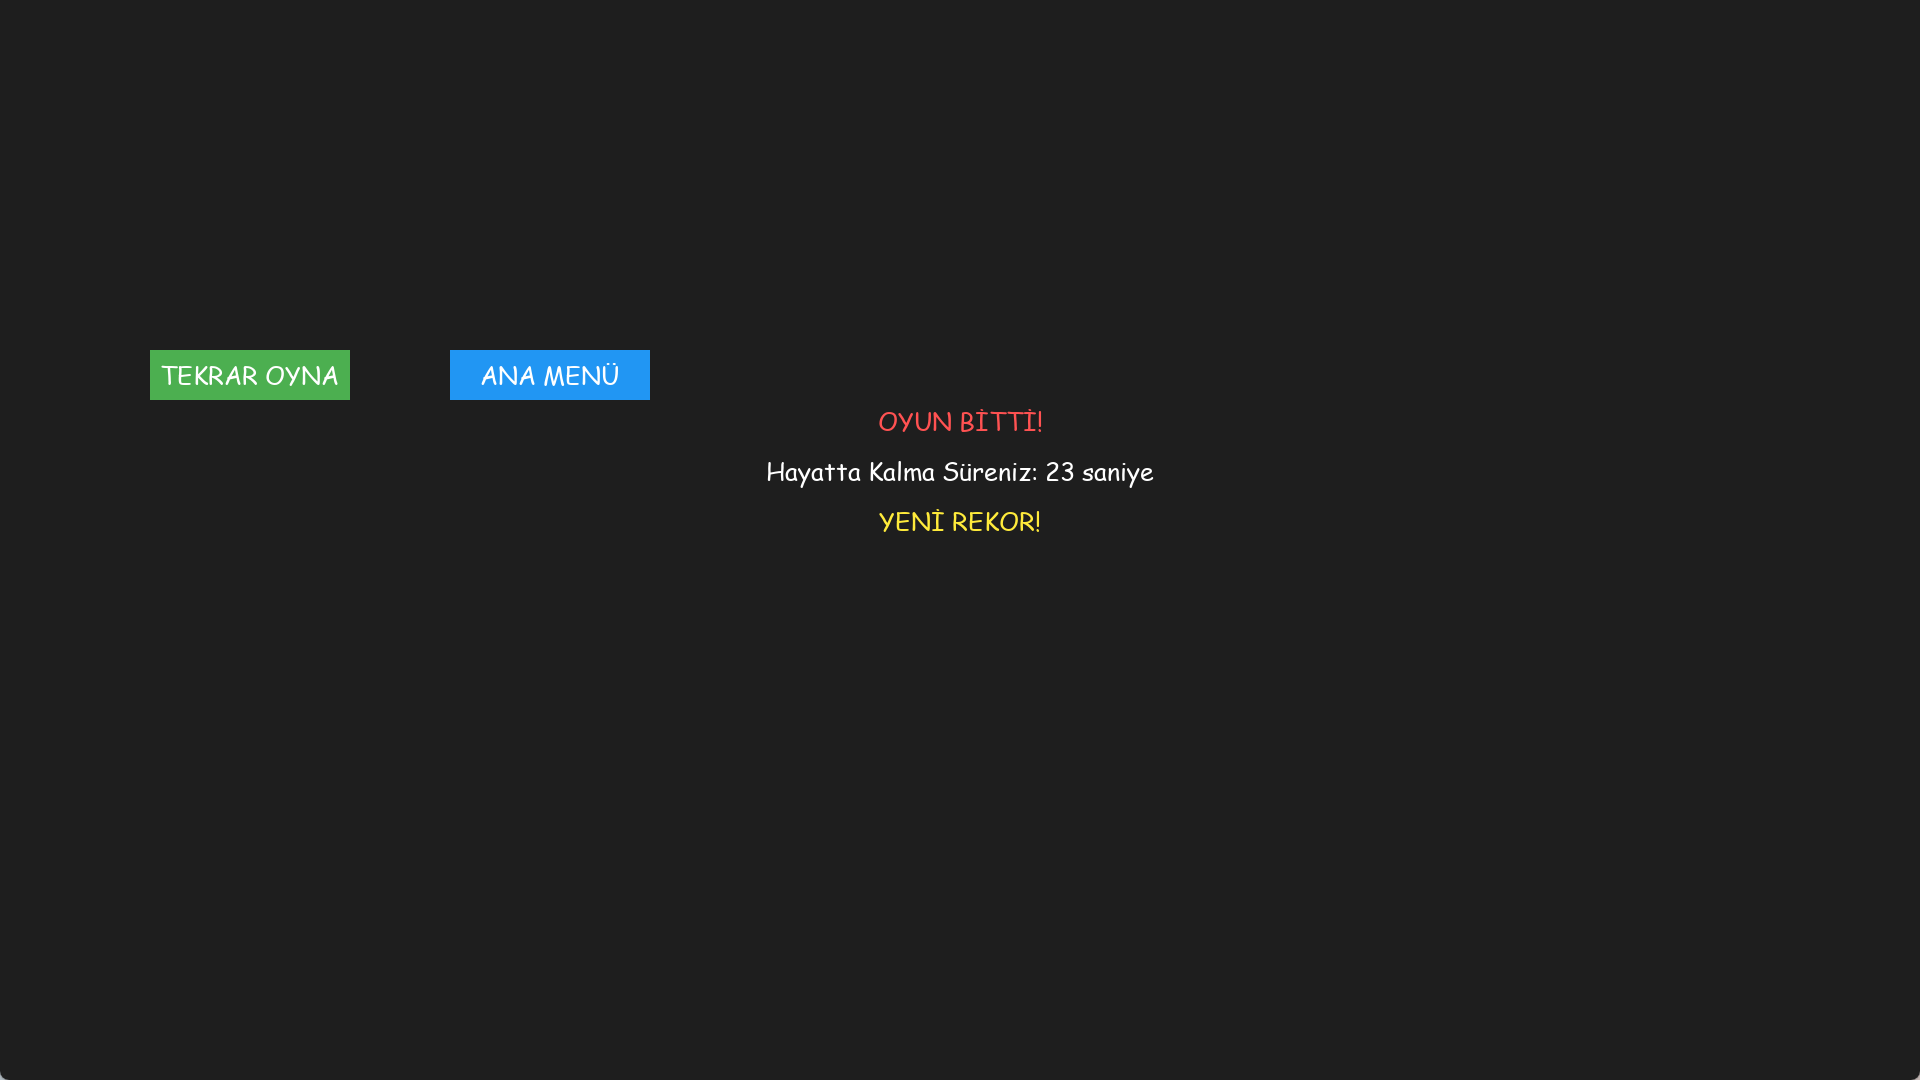 TEKRAR OYNA
ANA MENÜ
OYUN BİTTİ!
Hayatta Kalma Süreniz: 23 saniye
YENİ REKOR!